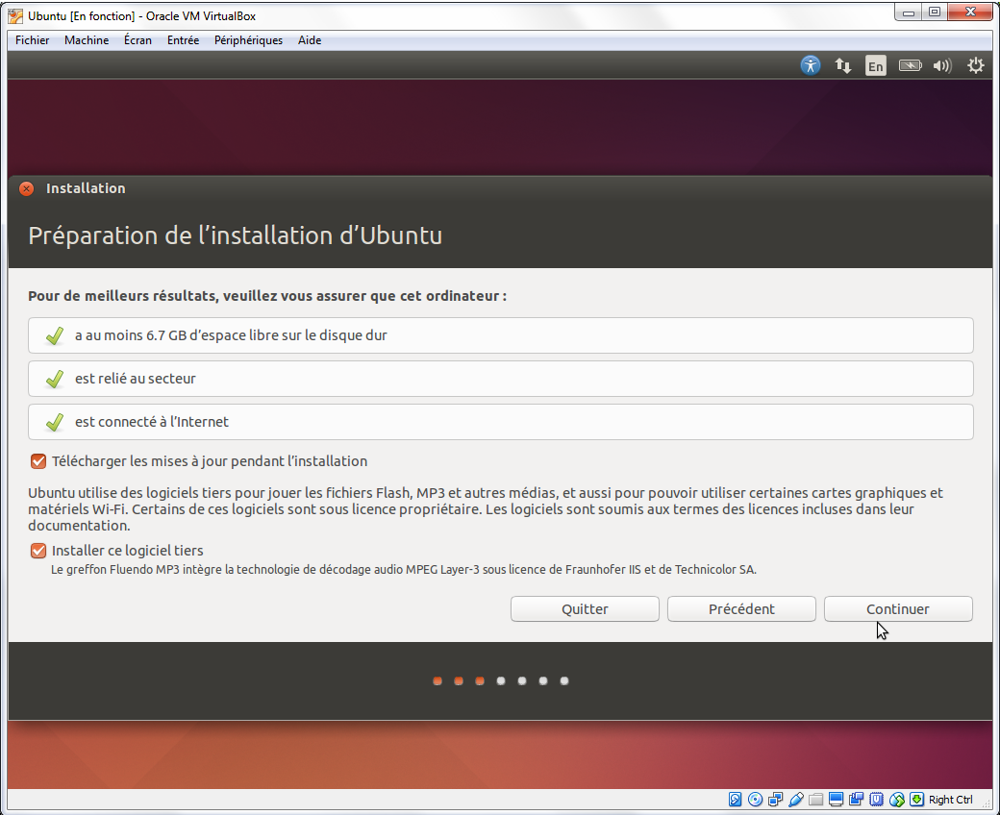 Ubuntu [En fonction] - Oracle VM VirtualBox
Fichier Machine Écran Entrée Périphériques Aide
En
Installation
Préparation de l’installation d’Ubuntu
Pour de meilleurs résultats, veuillez vous assurer que cet ordinateur :
a au moins 6.7 GB d’espace libre sur le disque dur
est relié au secteur
est connecté à l’Internet
Télécharger les mises à jour pendant l’installation
Ubuntu utilise des logiciels tiers pour jouer les fichiers Flash, MP3 et autres médias, et aussi pour pouvoir utiliser certaines cartes graphiques et
matériels Wi-Fi. Certains de ces logiciels sont sous licence propriétaire. Les logiciels sont soumis aux termes des licences incluses dans leur
documentation.
Installer ce logiciel tiers
Le greffon Fluendo MP3 intègre la technologie de décodage audio MPEG Layer-3 sous licence de Fraunhofer IIS et de Technicolor SA.
Quitter Précédent Continuer
Right Ctrl